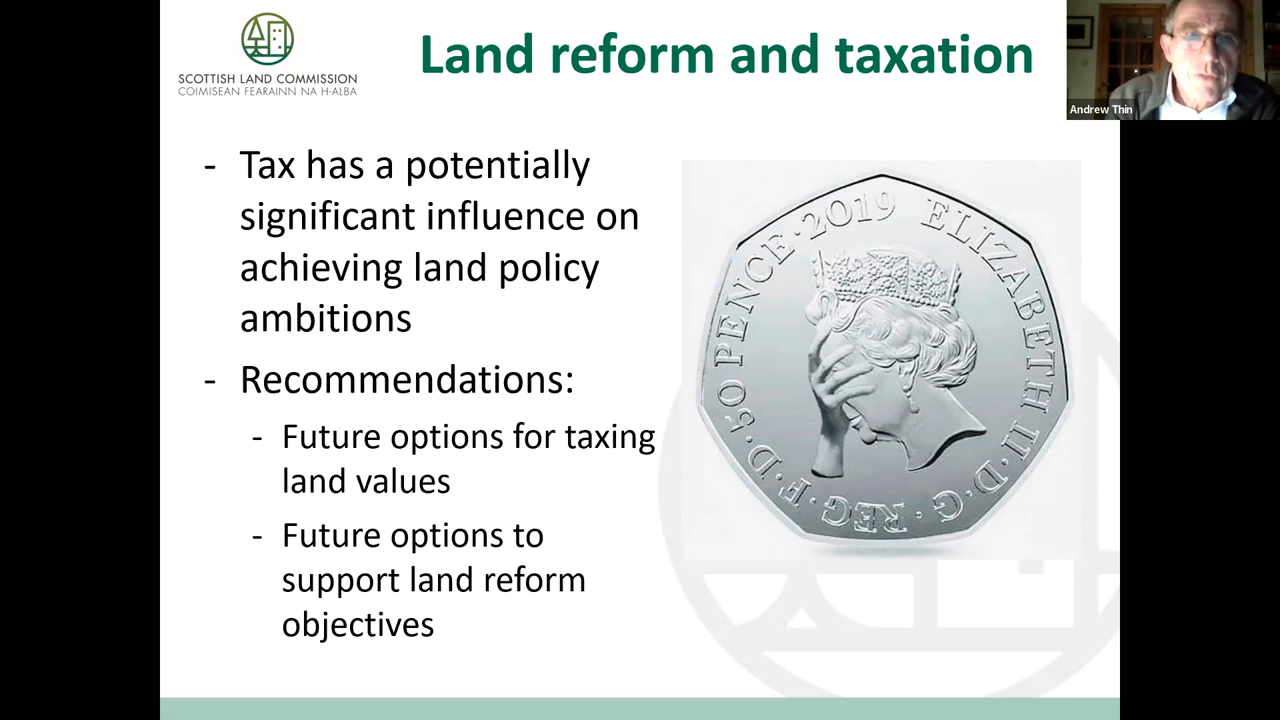 Land reform and taxation
SCOTTISH LAND COMMISSION
COIMISEAN FEARAINN NA H-ALBA
Andrew Thin
- Tax has a potentially
significant influence on
achieving land policy
ambitions
- Recommendations:
- Future options for taxing
land values
- Future options to
support land reform
objectives
ELIZABETH II·D·G·REG·F·D·50 PENCE·2019